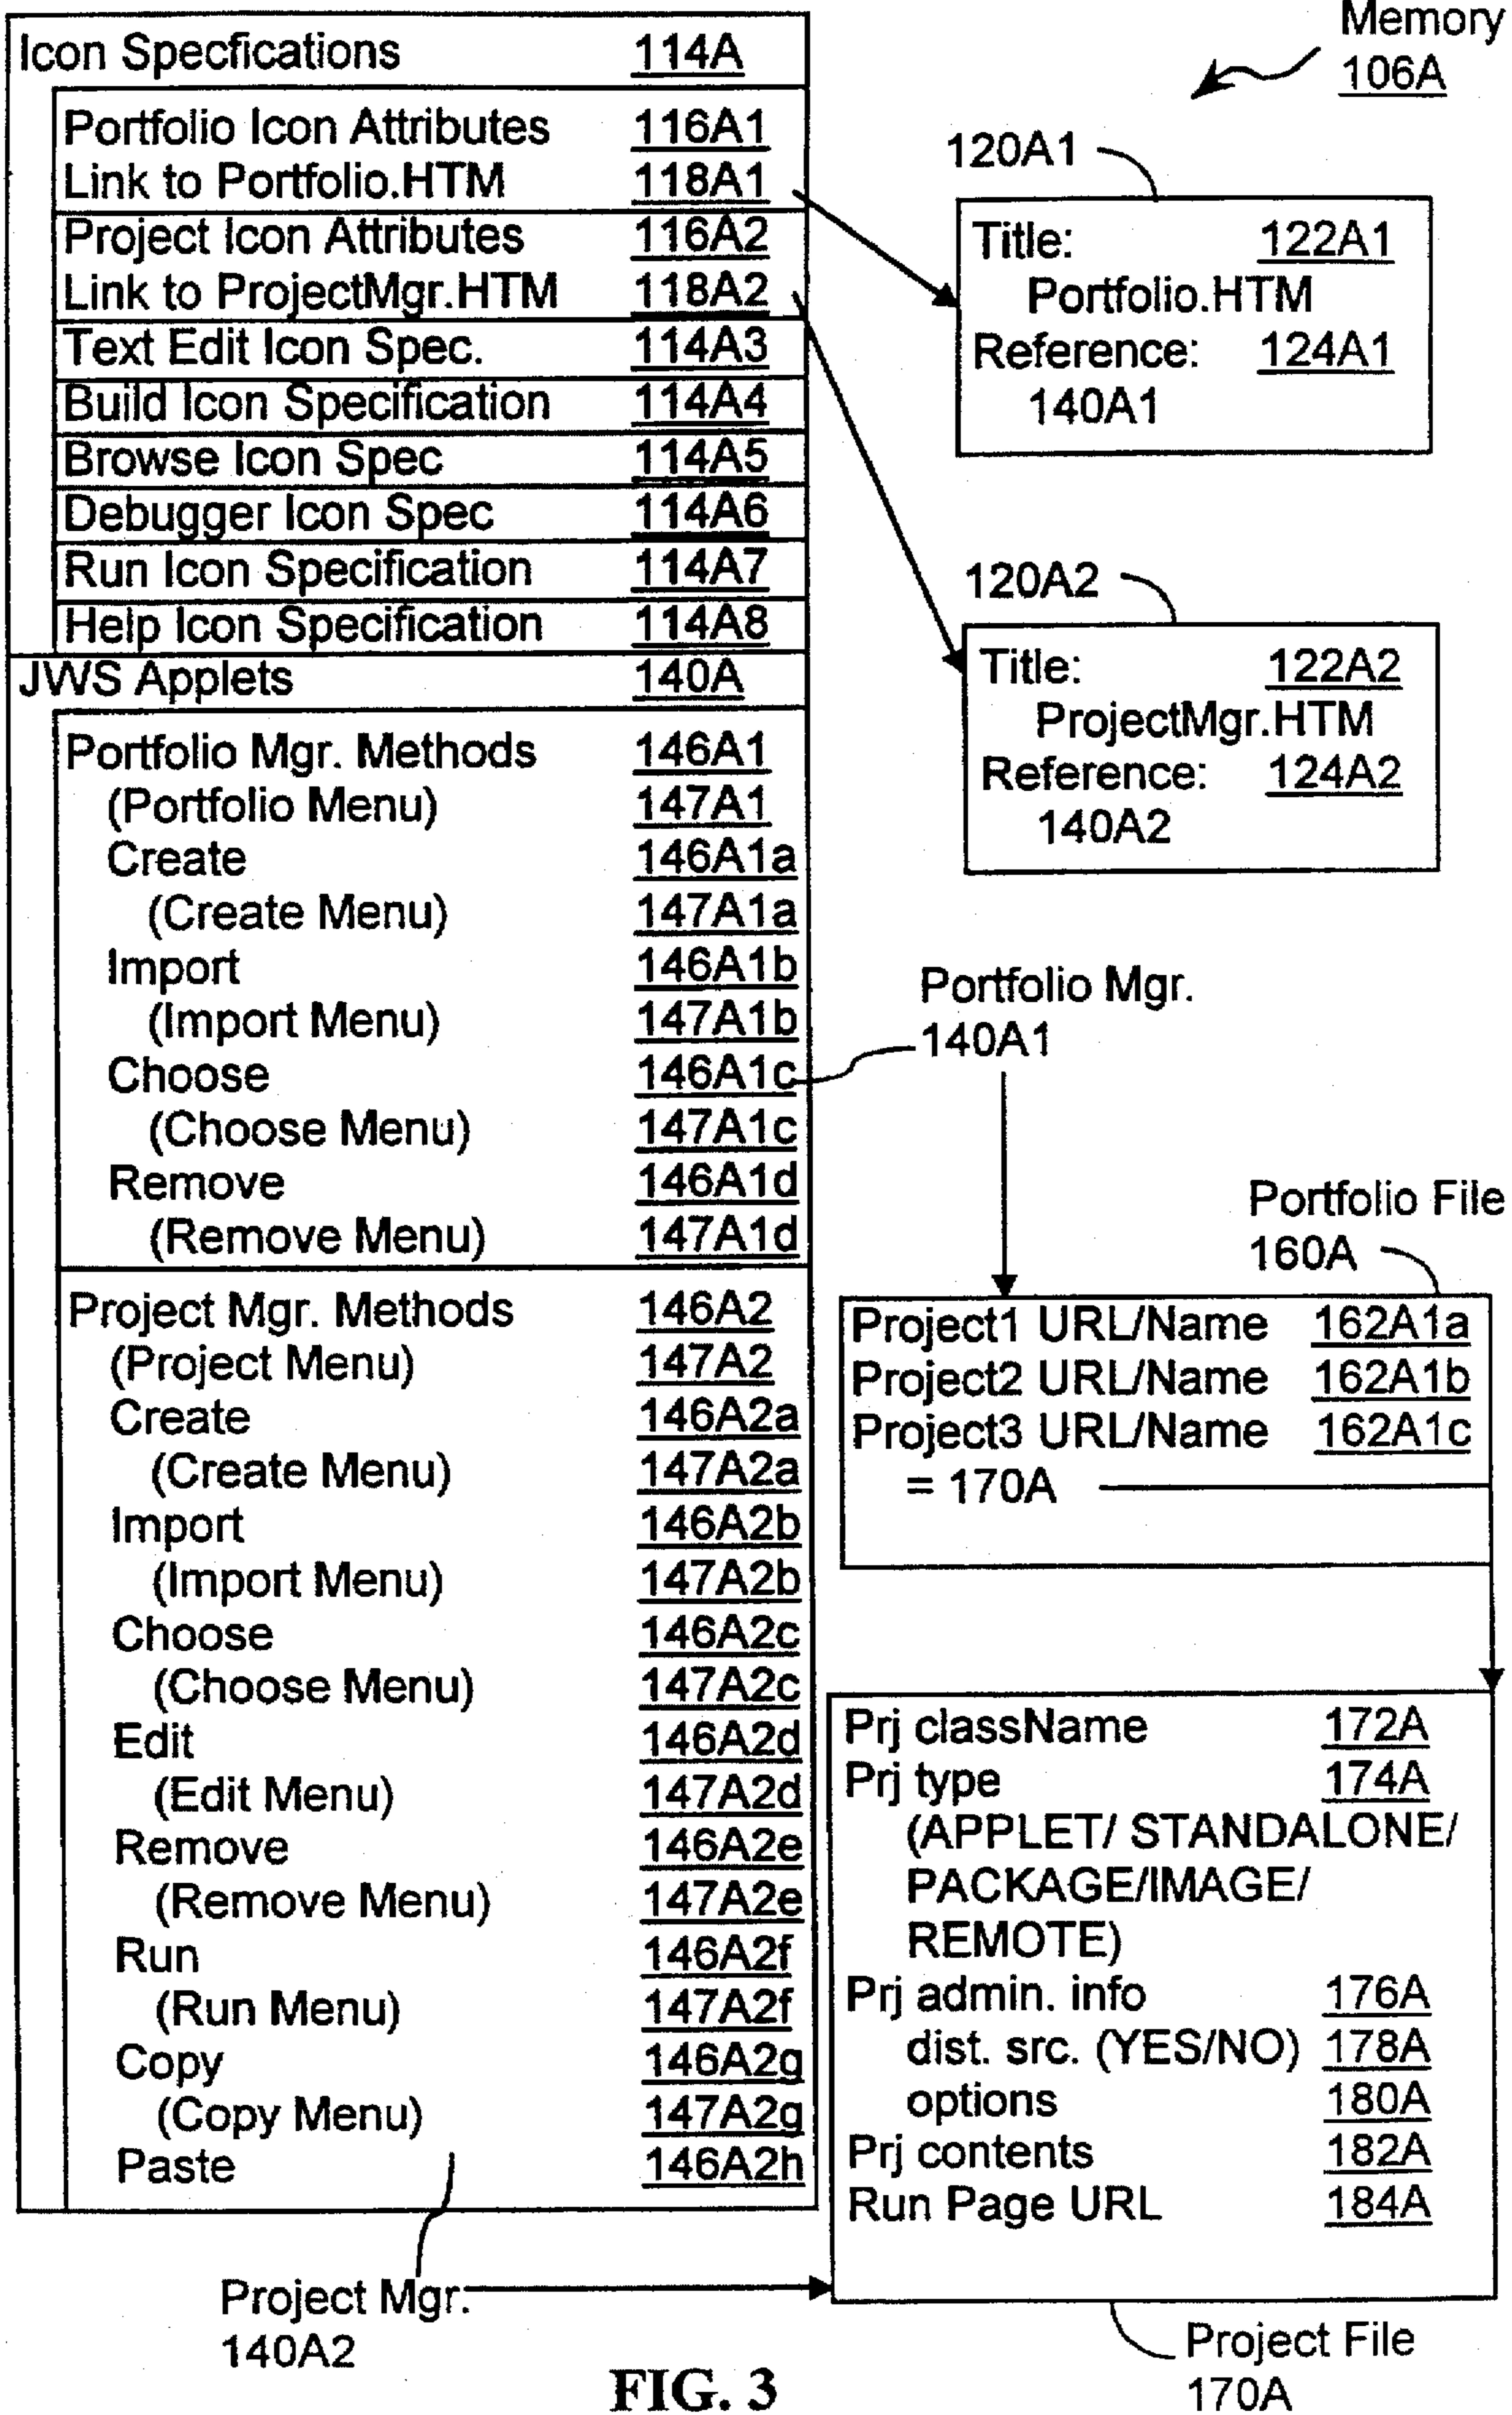 Memory
106A
Icon Specfications 114A
Portfolio Icon Attributes 116A1
Link to Portfolio.HTM 118A1
Project Icon Attributes 116A2
Link to ProjectMgr.HTM 118A2
Text Edit Icon Spec. 114A3
Build Icon Specification 114A4
Browse Icon Spec 114A5
Debugger Icon Spec 114A6
Run Icon Specification 114A7
Help Icon Specification 114A8
JWS Applets 140A
Portfolio Mgr. Methods 146A1
(Portfolio Menu) 147A1
Create 146A1a
(Create Menu) 147A1a
Import 146A1b
(Import Menu) 147A1b
Choose 146A1c
(Choose Menu) 147A1c
Remove 146A1d
(Remove Menu) 147A1d
Project Mgr. Methods 146A2
(Project Menu) 147A2
Create 146A2a
(Create Menu) 147A2a
Import 146A2b
(Import Menu) 147A2b
Choose 146A2c
(Choose Menu) 147A2c
Edit 146A2d
(Edit Menu) 147A2d
Remove 146A2e
(Remove Menu) 147A2e
Run 146A2f
(Run Menu) 147A2f
Copy 146A2g
(Copy Menu) 147A2g
Paste 146A2h
Project Mgr.
140A2
120A1
Title: 122A1
Portfolio.HTM
Reference: 124A1
140A1
120A2
Title: 122A2
ProjectMgr.HTM
Reference: 124A2
140A2
Portfolio Mgr.
140A1
Portfolio File
160A
Project1 URL/Name 162A1a
Project2 URL/Name 162A1b
Project3 URL/Name 162A1c
= 170A
Prj className 172A
Prj type 174A
(APPLET/ STANDALONE/
PACKAGE/IMAGE/
REMOTE)
Prj admin. info 176A
dist. src. (YES/NO) 178A
options 180A
Prj contents 182A
Run Page URL 184A
Project File
170A
FIG. 3